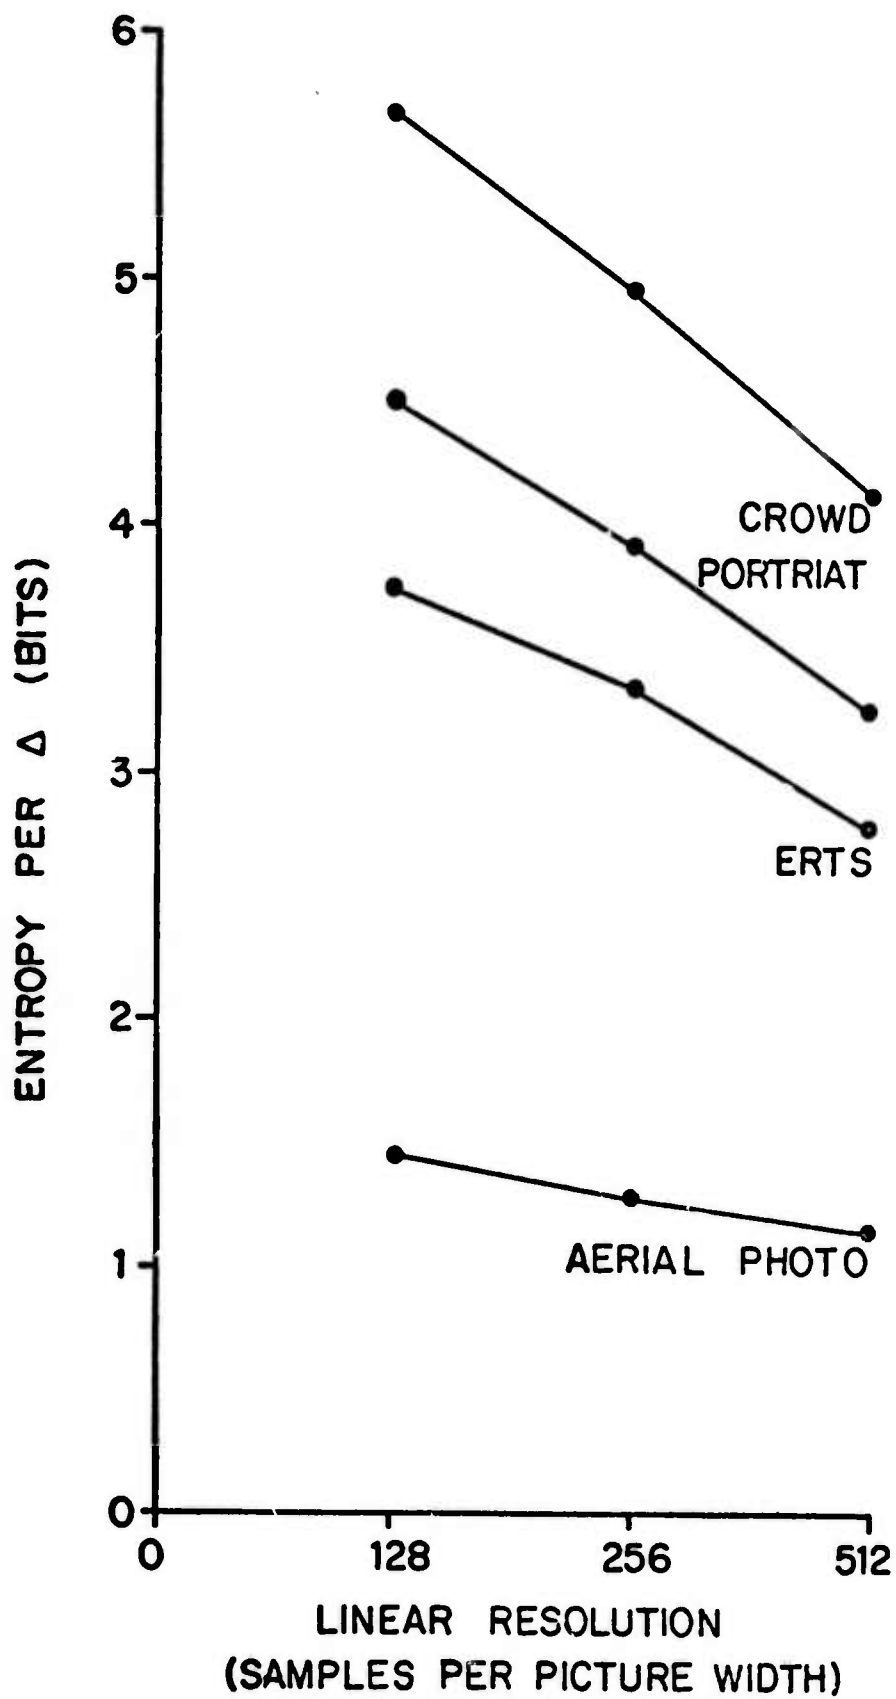 6
5
4
3
2
1
0
ENTROPY PER Δ (BITS)
CROWD
PORTRIAT
ERTS
AERIAL PHOTO
0 128 256 512
LINEAR RESOLUTION
(SAMPLES PER PICTURE WIDTH)